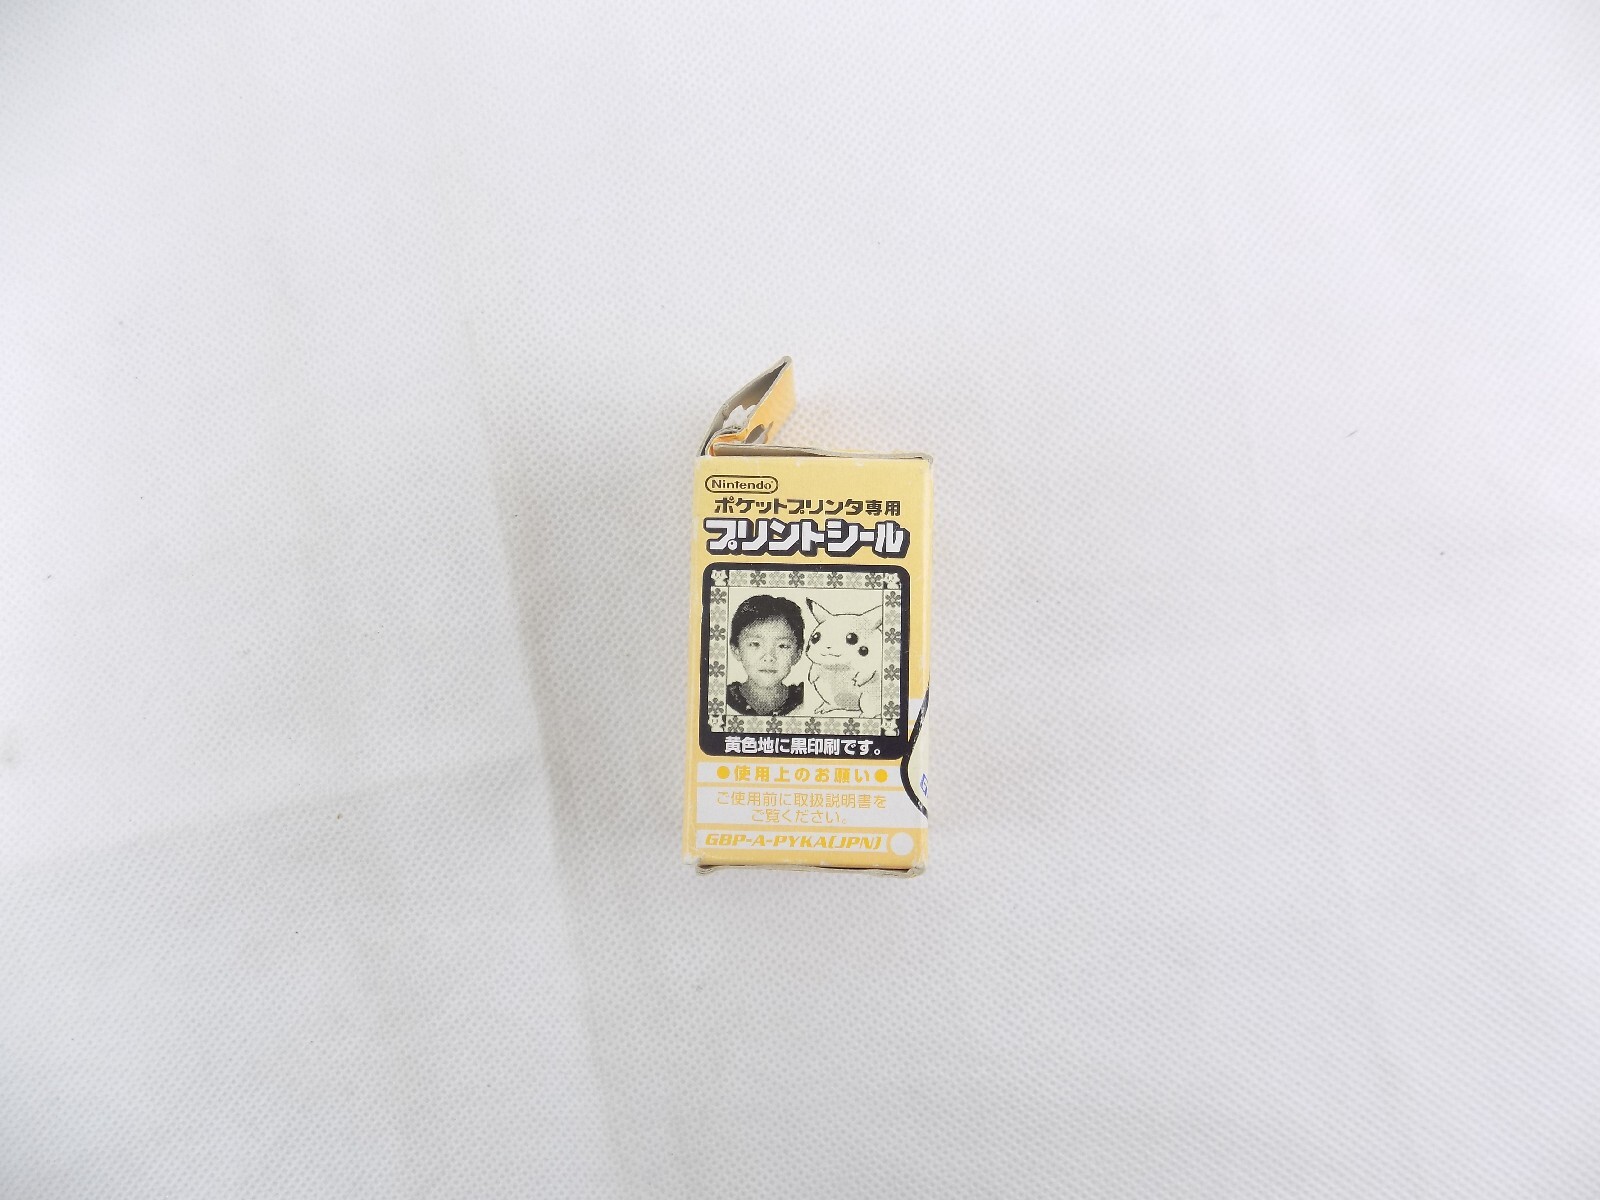 Nintendo
ポケットプリンタ専用
プリントシール
黄色地に黒印刷です。
●使用上のお願い●
ご使用前に取扱説明書を
ご覧ください。
GBP-A-PYKA(JPN)